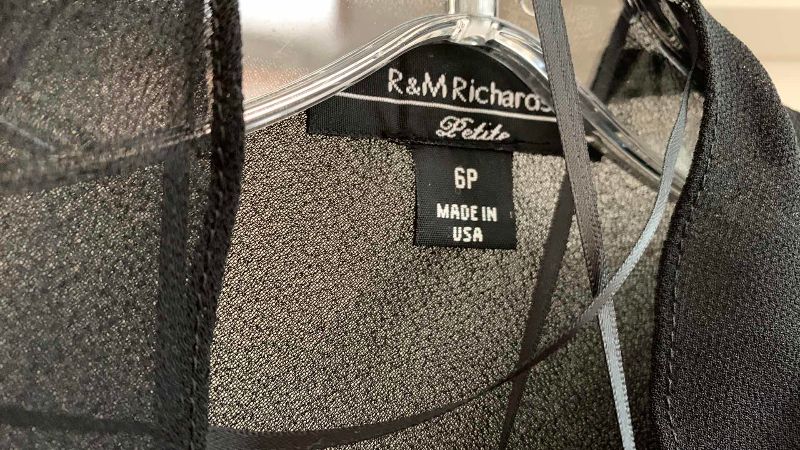 R&M Richards
Petite
6P
MADE IN
USA